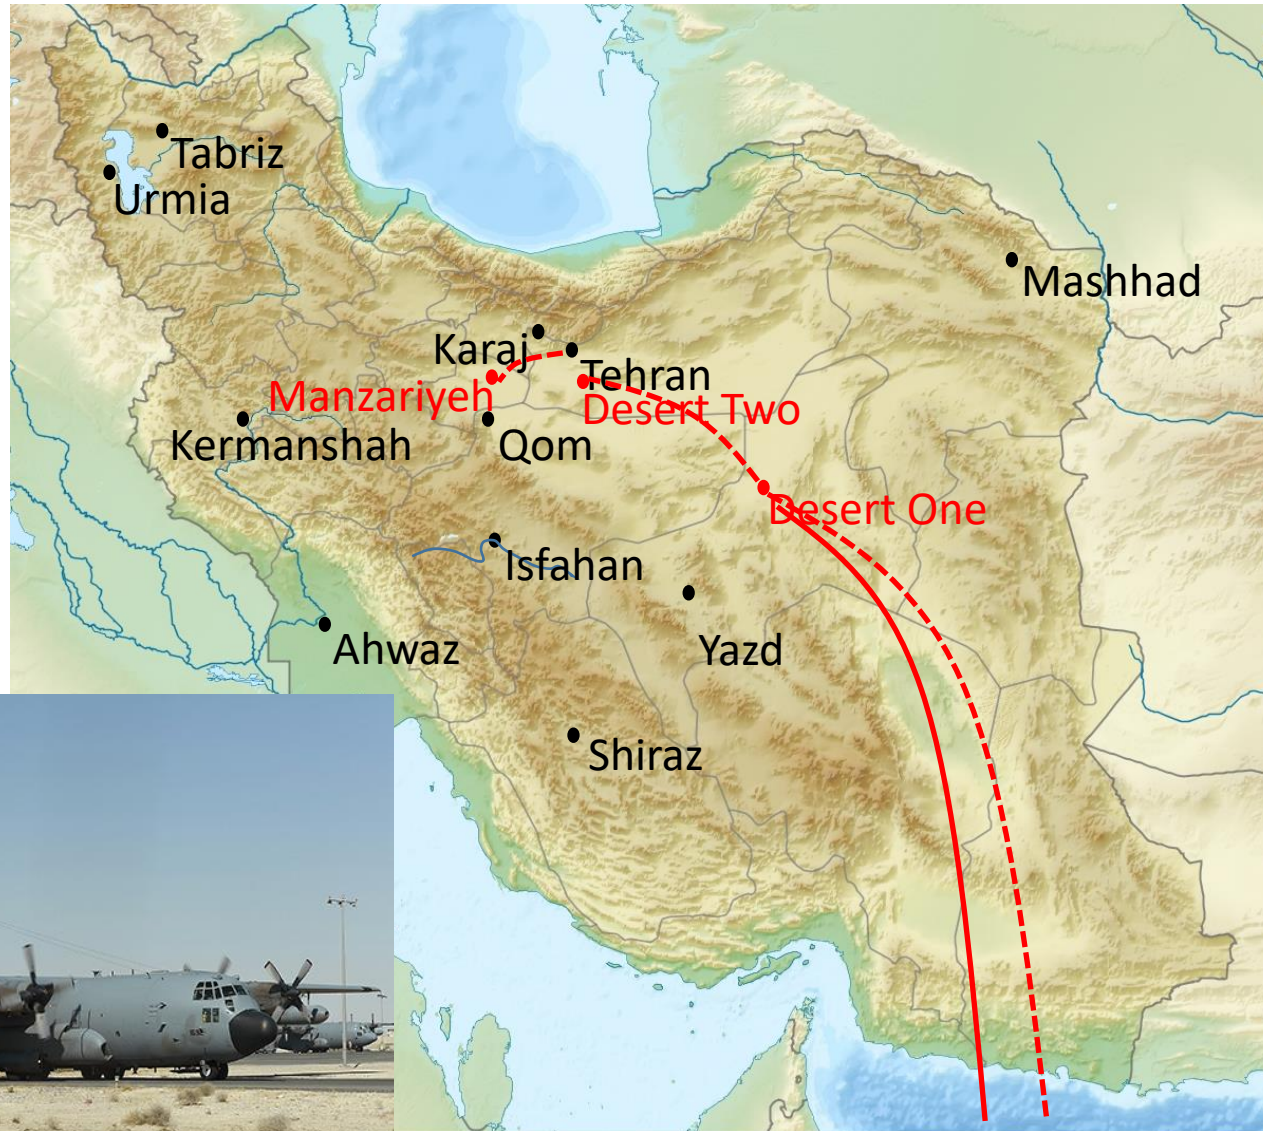 Tabriz
Urmia
Mashhad
Karaj
Tehran
Manzariyeh
Desert Two
Kermanshah
Qom
Desert One
Isfahan
Ahwaz
Yazd
Shiraz